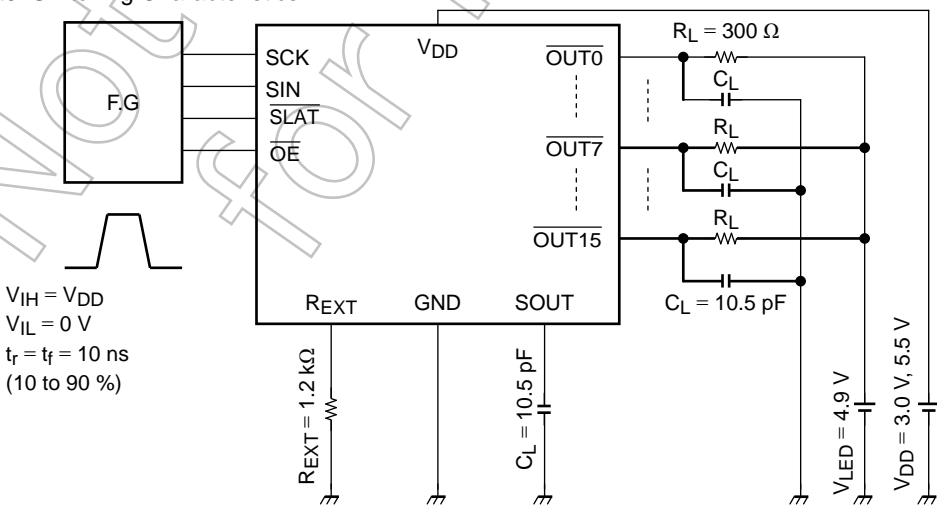 F.G
SCK
SIN
SLAT
OE
VDD
OUT0
OUT7
OUT15
REXT
GND
SOUT
RL = 300 Ω
CL
RL
CL
RL
CL = 10.5 pF
VIH = VDD
VIL = 0 V
tr = tf = 10 ns
(10 to 90 %)
REXT = 1.2 kΩ
CL = 10.5 pF
VLED = 4.9 V
VDD = 3.0 V, 5.5 V
Not
for